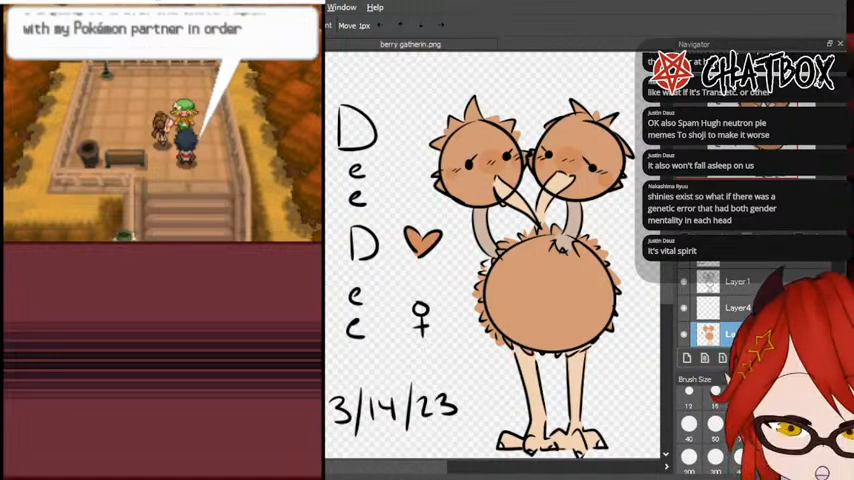 with my Pokémon partner in order
Window
Help
Move 1px
berry gatherin.png
Navigator
CHATBOX
like what if it's Trans etc. or other
Justin Dauz
OK also Spam Hugh neutron pie
memes To shoji to make it worse
Justin Dauz
It also won't fall asleep on us
Nakashima Ryuu
shinies exist so what if there was a
genetic error that had both gender
mentality in each head
Justin Dauz
It's vital spirit
D
e
e
D
e
e
♀
3/14/23
Layer1
Layer4
Brush Size
12
40
50
200